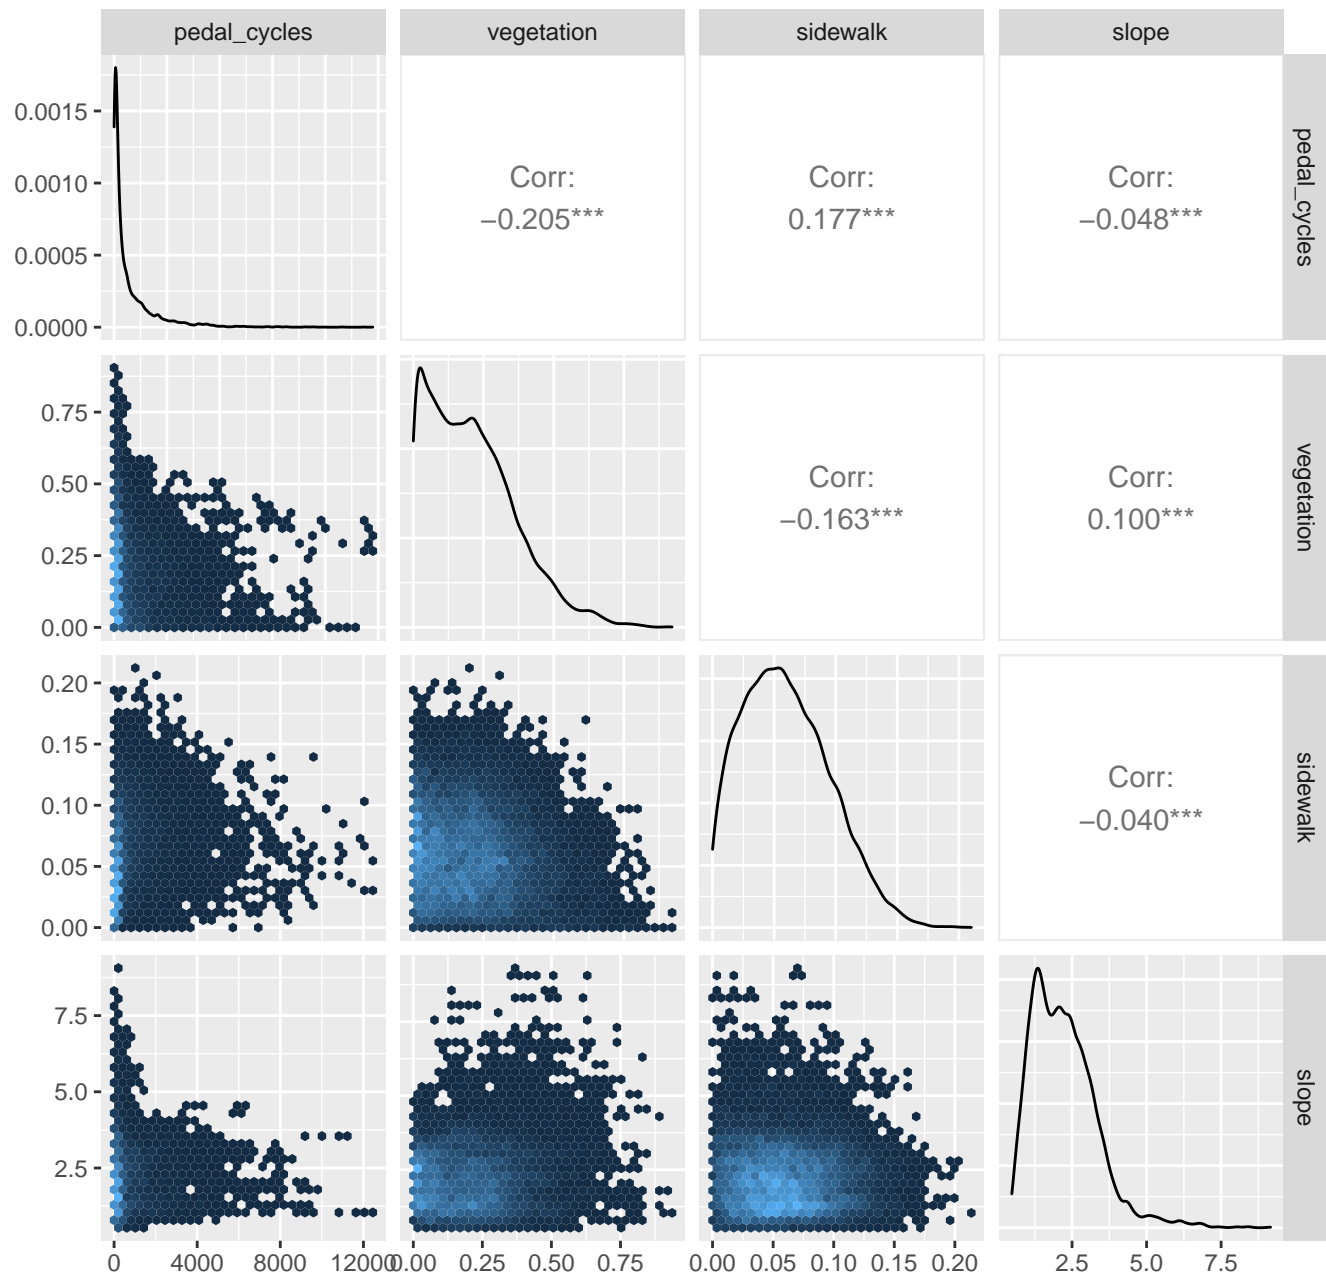 pedal_cycles vegetation sidewalk slope
0.0015
0.0010
0.0005
0.0000
Corr:
−0.205***
Corr:
0.177***
Corr:
−0.048***
pedal_cycles
0.75
0.50
0.25
0.00
Corr:
−0.163***
Corr:
0.100***
vegetation
0.20
0.15
0.10
0.05
0.00
Corr:
−0.040***
sidewalk
7.5
5.0
2.5
slope
0 4000 8000 12000 0.00 0.25 0.50 0.75 0.00 0.05 0.10 0.15 0.20 2.5 5.0 7.5